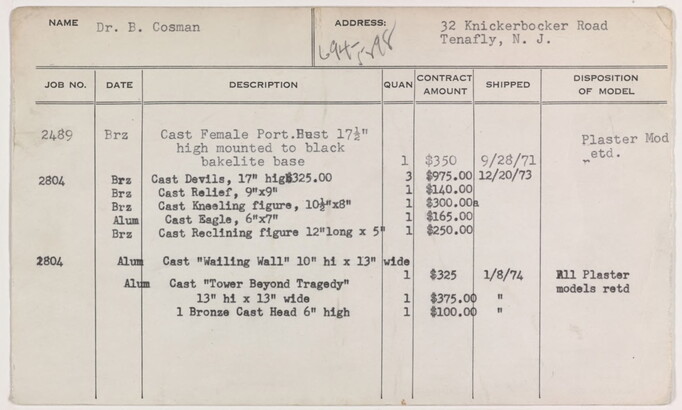 NAME Dr. B. Cosman ADDRESS: 32 Knickerbocker Road
694-5898 Tenafly, N. J.
JOB NO. DATE DESCRIPTION QUAN CONTRACT AMOUNT SHIPPED DISPOSITION OF MODEL
2489 Brz Cast Female Port.Bust 17½" Plaster Mod
high mounted to black etd.
bakelite base 1 $350 9/28/71
2804 Brz Cast Devils, 17" hig$325.00 3 $975.00 12/20/73
Brz Cast Relief, 9"x9" 1 $140.00
Brz Cast Kneeling figure, 10½"x8" 1 $300.00a
Alum Cast Eagle, 6"x7" 1 $165.00
Brz Cast Reclining figure 12"long x 5" 1 $250.00
2804 Alum Cast "Wailing Wall" 10" hi x 13" wide
1 $325 1/8/74 All Plaster
Alum Cast "Tower Beyond Tragedy" models retd
13" hi x 13" wide 1 $375.00 "
1 Bronze Cast Head 6" high 1 $100.00 "